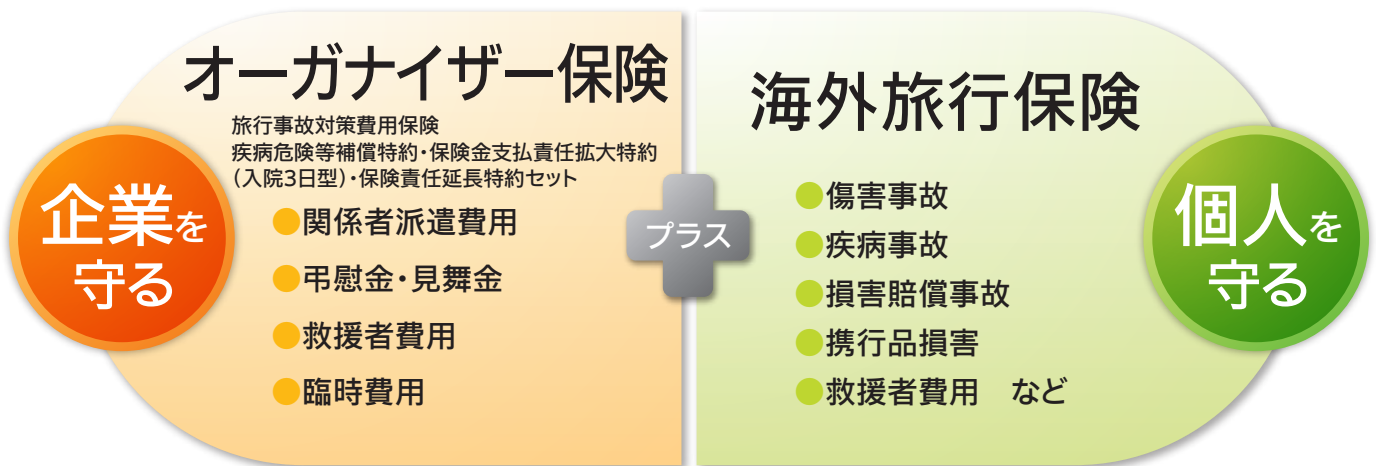 オーガナイザー保険
旅行事故対策費用保険
疾病危険等補償特約・保険金支払責任拡大特約
(入院3日型)・保険責任延長特約セット
企業を
守る
●関係者派遣費用
●弔慰金・見舞金
●救援者費用
●臨時費用
プラス
海外旅行保険
●傷害事故
●疾病事故
●損害賠償事故
●携行品損害
●救援者費用　など
個人を
守る